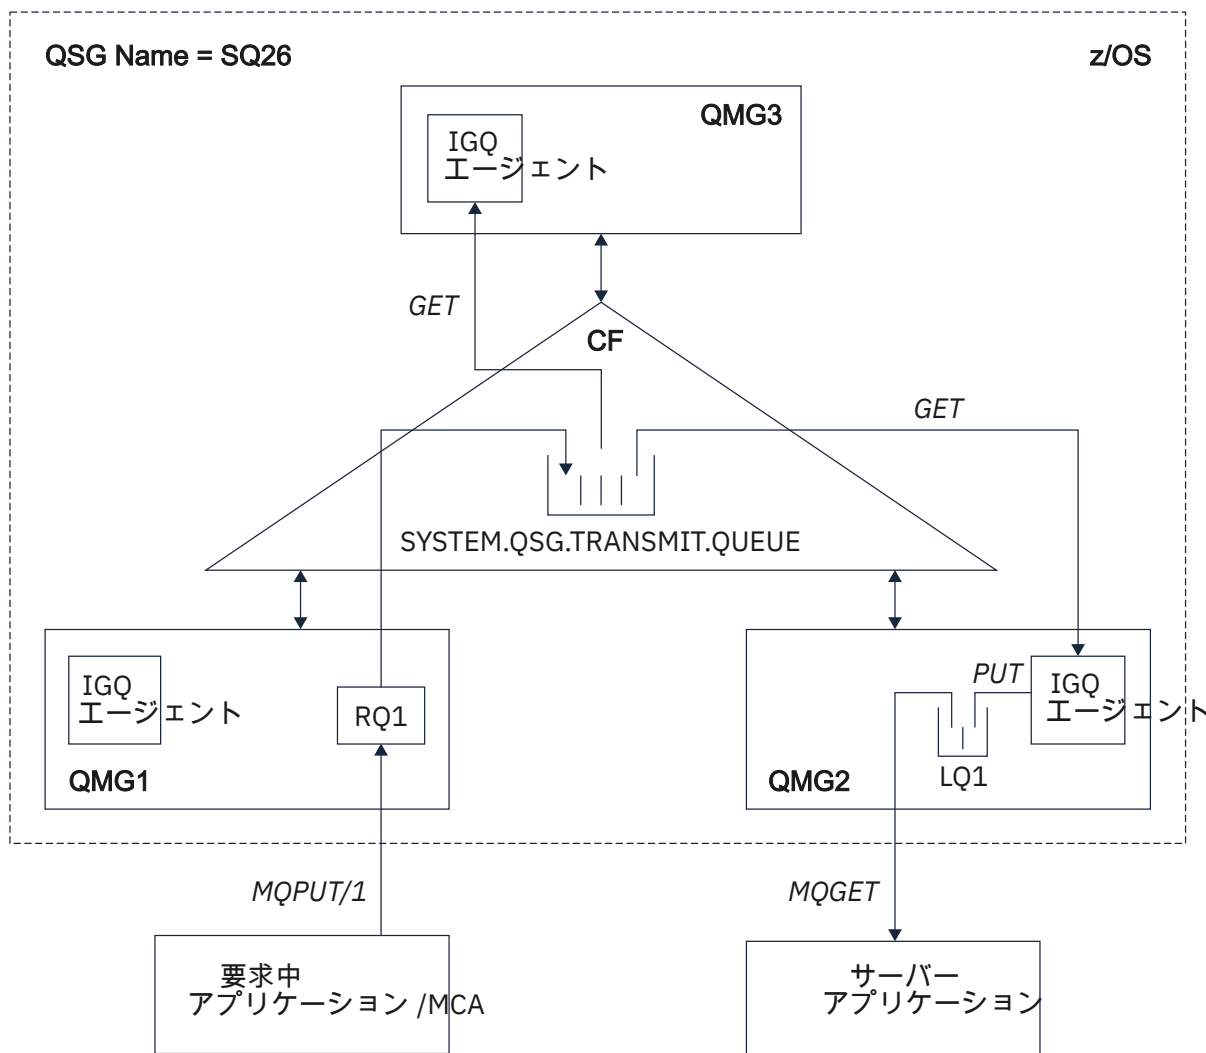 QSG Name = SQ26
z/OS
QMG3
IGQ
エージェント
GET
CF
GET
SYSTEM.QSG.TRANSMIT.QUEUE
IGQ
エージェント
RQ1
QMG1
PUT
IGQ
エージェント
LQ1
QMG2
MQPUT/1
MQGET
要求中
アプリケーション /MCA
サーバー
アプリケーション